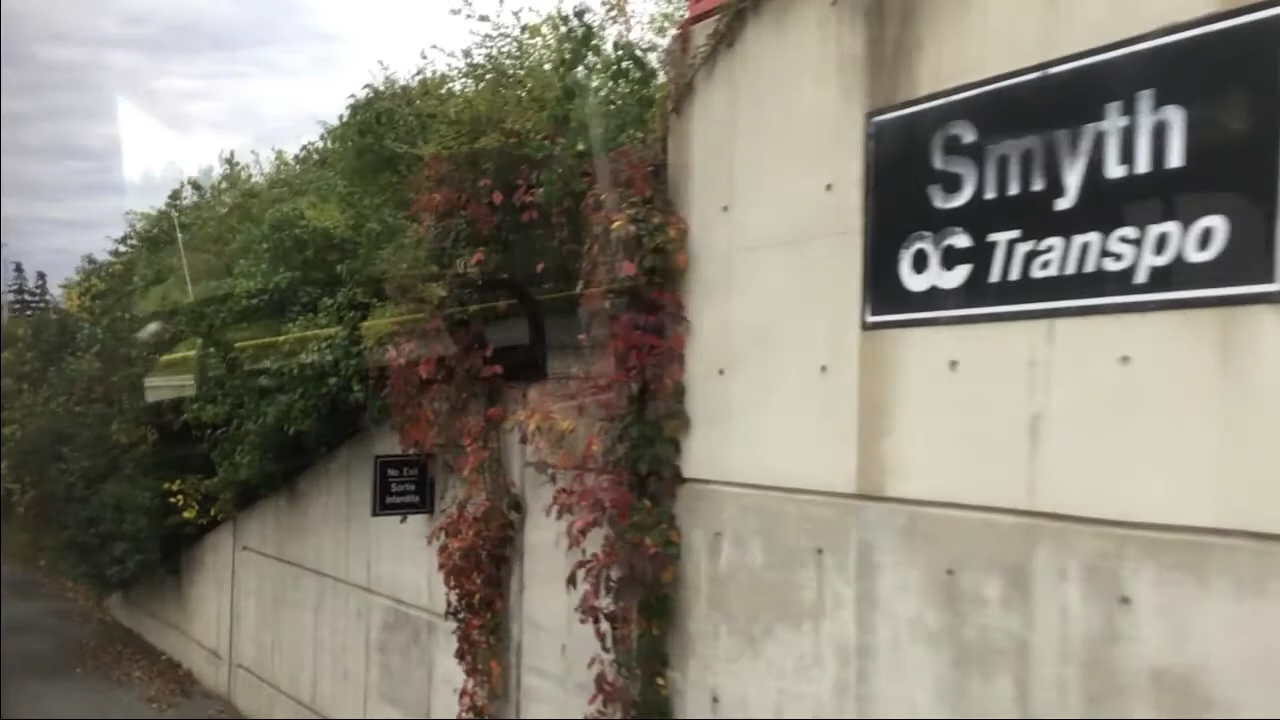 Smyth
OC Transpo
No Exit
Sortie
interdite